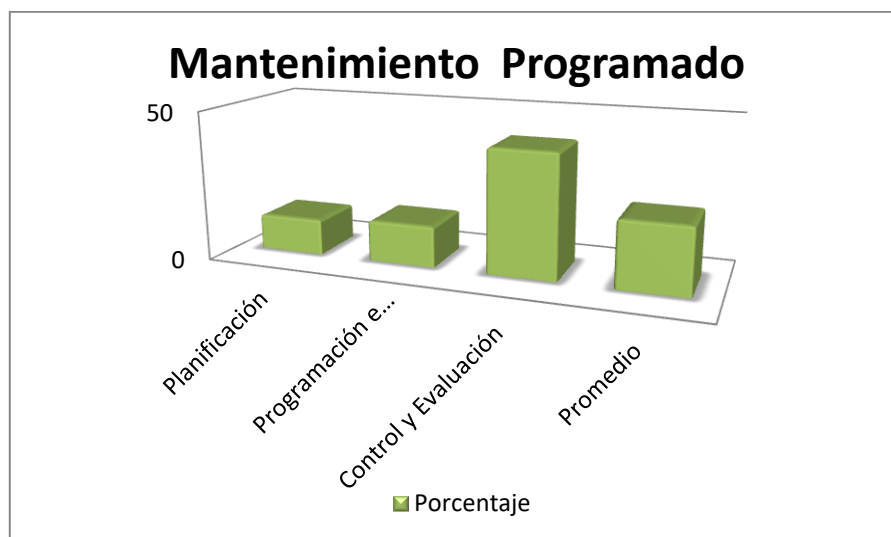 Mantenimiento Programado
50
0
Planificación
Programación e...
Control y Evaluación
Promedio
Porcentaje